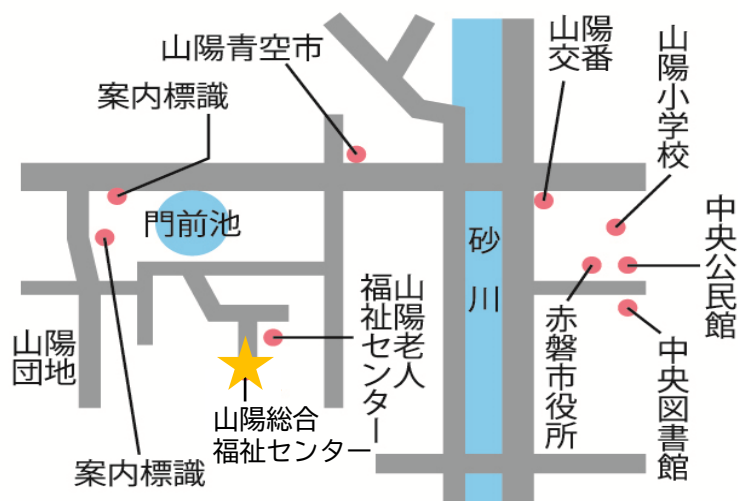 山陽青空市
山陽
交番
山陽小学校
案内標識
中央公民館
門前池
砂川
山陽老人
福祉センター
赤磐市役所
山陽
団地
中央図書館
山陽総合
福祉センター
案内標識